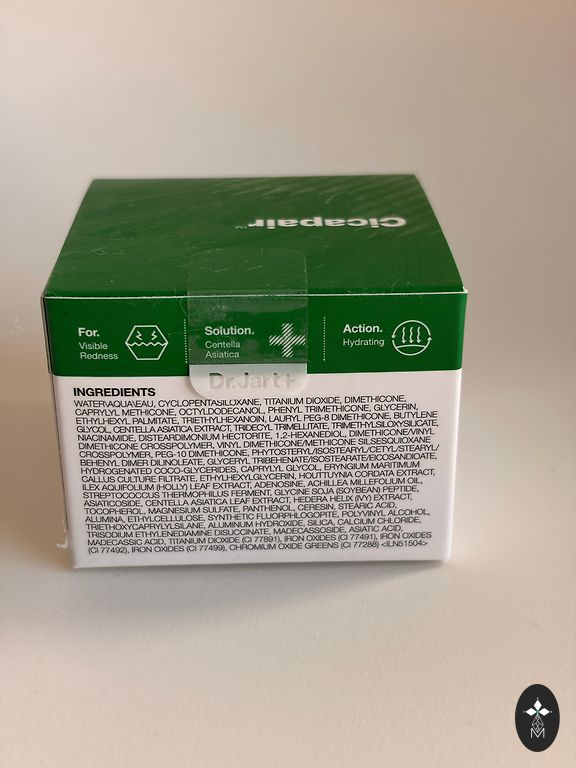 Cicapair™
For.
Visible
Redness
Solution.
Centella
Asiatica
Action.
Hydrating
Dr.Jart+
INGREDIENTS
WATER\AQUA\EAU, CYCLOPENTASILOXANE, TITANIUM DIOXIDE, DIMETHICONE,
CAPRYLYL METHICONE, OCTYLDODECANOL, PHENYL TRIMETHICONE, GLYCERIN,
ETHYLHEXYL PALMITATE, TRIETHYLHEXANOIN, LAURYL PEG-8 DIMETHICONE, BUTYLENE
GLYCOL, CENTELLA ASIATICA EXTRACT, TRIDECYL TRIMELLITATE, TRIMETHYLSILOXYSILICATE,
NIACINAMIDE, DISTEARDIMONIUM HECTORITE, 1,2-HEXANEDIOL, DIMETHICONE/VINYL
DIMETHICONE CROSSPOLYMER, VINYL DIMETHICONE/METHICONE SILSESQUIOXANE
CROSSPOLYMER, PEG-10 DIMETHICONE, PHYTOSTERYL/ISOSTEARYL/CETYL/STEARYL/
BEHENYL DIMER DILINOLEATE, GLYCERYL TRIBEHENATE/ISOSTEARATE/EICOSANDIOATE,
HYDROGENATED COCO-GLYCERIDES, CAPRYLYL GLYCOL, ERYNGIUM MARITIMUM
CALLUS CULTURE FILTRATE, ETHYLHEXYLGLYCERIN, HOUTTUYNIA CORDATA EXTRACT,
ILEX AQUIFOLIUM (HOLLY) LEAF EXTRACT, ADENOSINE, ACHILLEA MILLEFOLIUM OIL,
STREPTOCOCCUS THERMOPHILUS FERMENT, GLYCINE SOJA (SOYBEAN) PEPTIDE,
ASIATICOSIDE, CENTELLA ASIATICA LEAF EXTRACT, HEDERA HELIX (IVY) EXTRACT,
TOCOPHEROL, MAGNESIUM SULFATE, PANTHENOL, CERESIN, STEARIC ACID,
ALUMINA, ETHYLCELLULOSE, SYNTHETIC FLUORPHLOGOPITE, POLYVINYL ALCOHOL,
TRIETHOXYCAPRYLYLSILANE, ALUMINUM HYDROXIDE, SILICA, CALCIUM CHLORIDE,
TRISODIUM ETHYLENEDIAMINE DISUCCINATE, MADECASSOSIDE, ASIATIC ACID,
MADECASSIC ACID, TITANIUM DIOXIDE (CI 77891), IRON OXIDES (CI 77491), IRON OXIDES
(CI 77492), IRON OXIDES (CI 77499), CHROMIUM OXIDE GREENS (CI 77288) <ILN51504>
M